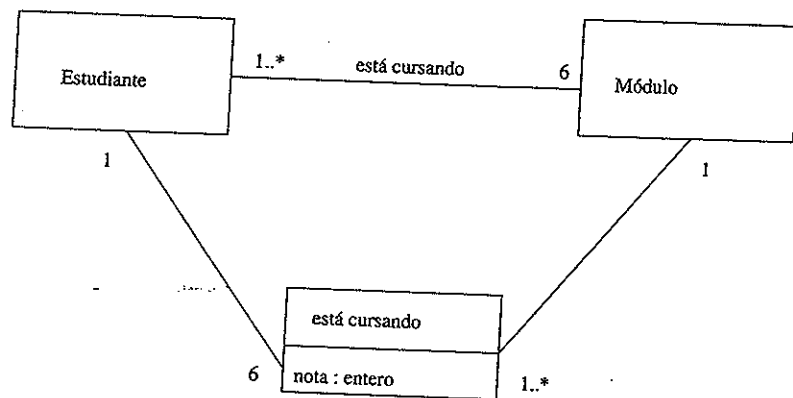 Estudiante
1..*
está cursando
6
Módulo
1
1
está cursando
6
nota : entero
1..*